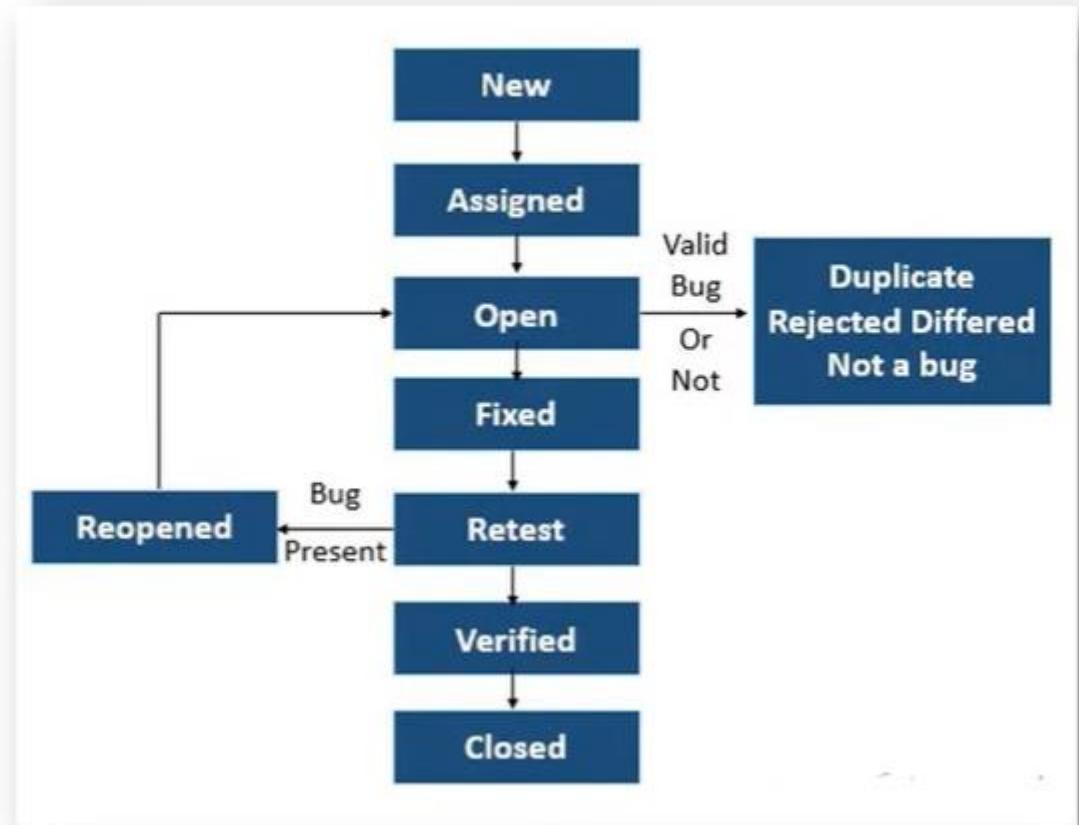 New
Assigned
Valid
Bug
Or
Not
Open
Duplicate
Rejected Differed
Not a bug
Fixed
Bug
Present
Reopened
Retest
Verified
Closed